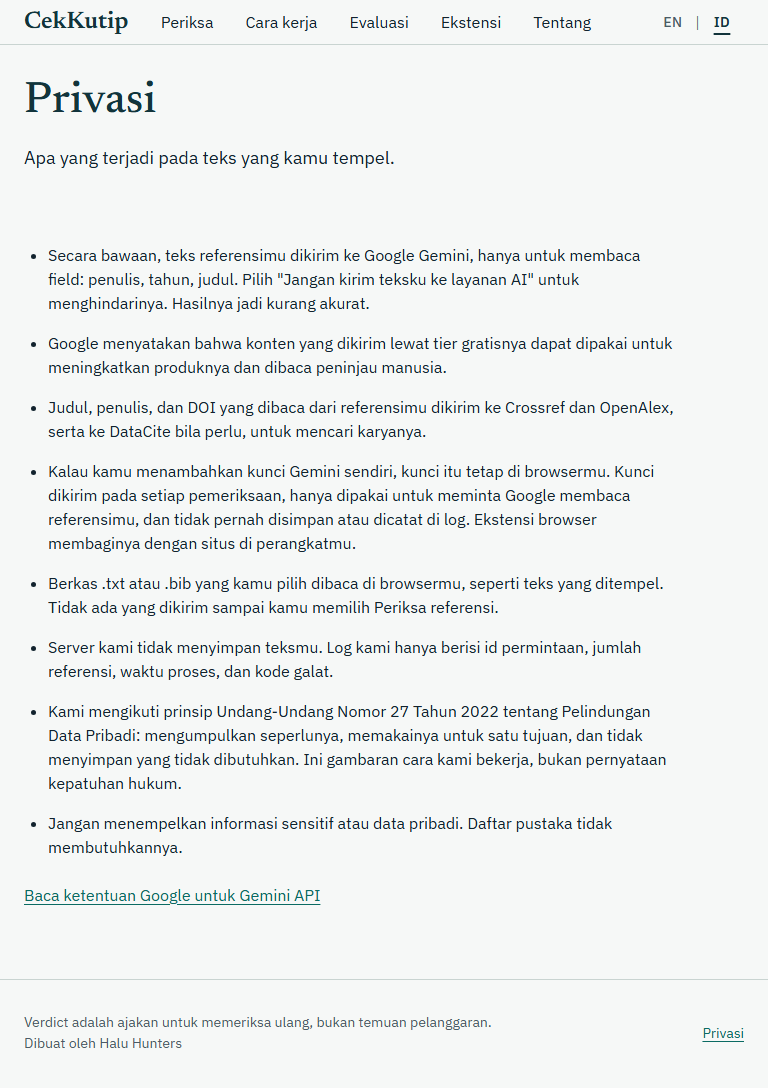 CekKutip Periksa Cara kerja Evaluasi Ekstensi Tentang EN | ID
Privasi
Apa yang terjadi pada teks yang kamu tempel.
• Secara bawaan, teks referensimu dikirim ke Google Gemini, hanya untuk membaca
field: penulis, tahun, judul. Pilih "Jangan kirim teksku ke layanan AI" untuk
menghindarinya. Hasilnya jadi kurang akurat.
• Google menyatakan bahwa konten yang dikirim lewat tier gratisnya dapat dipakai untuk
meningkatkan produknya dan dibaca peninjau manusia.
• Judul, penulis, dan DOI yang dibaca dari referensimu dikirim ke Crossref dan OpenAlex,
serta ke DataCite bila perlu, untuk mencari karyanya.
• Kalau kamu menambahkan kunci Gemini sendiri, kunci itu tetap di browsermu. Kunci
dikirim pada setiap pemeriksaan, hanya dipakai untuk meminta Google membaca
referensimu, dan tidak pernah disimpan atau dicatat di log. Ekstensi browser
membaginya dengan situs di perangkatmu.
• Berkas .txt atau .bib yang kamu pilih dibaca di browsermu, seperti teks yang ditempel.
Tidak ada yang dikirim sampai kamu memilih Periksa referensi.
• Server kami tidak menyimpan teksmu. Log kami hanya berisi id permintaan, jumlah
referensi, waktu proses, dan kode galat.
• Kami mengikuti prinsip Undang-Undang Nomor 27 Tahun 2022 tentang Pelindungan
Data Pribadi: mengumpulkan seperlunya, memakainya untuk satu tujuan, dan tidak
menyimpan yang tidak dibutuhkan. Ini gambaran cara kami bekerja, bukan pernyataan
kepatuhan hukum.
• Jangan menempelkan informasi sensitif atau data pribadi. Daftar pustaka tidak
membutuhkannya.
Baca ketentuan Google untuk Gemini API
Verdict adalah ajakan untuk memeriksa ulang, bukan temuan pelanggaran.
Dibuat oleh Halu Hunters
Privasi